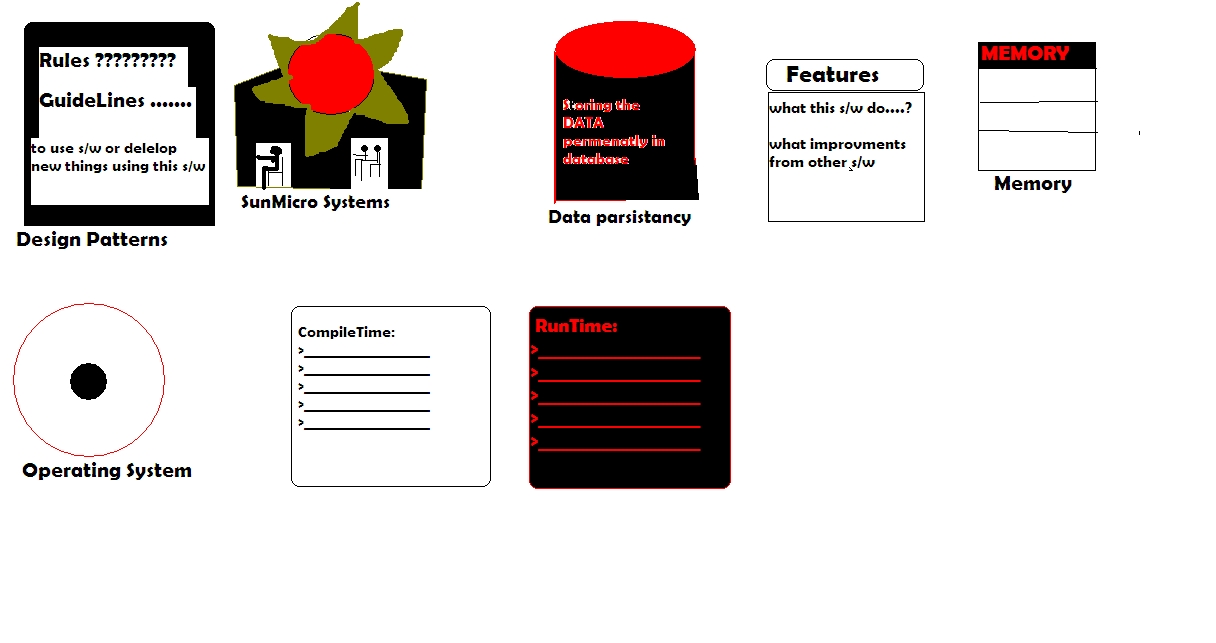 Rules ?????????
GuideLines .......
to use s/w or delelop
new things using this s/w
Design Patterns
SunMicro Systems
Storing the
DATA
permenatly in
database
Data parsistancy
Features
what this s/w do....?
what improvments
from other s/w
MEMORY
Memory
Operating System
CompileTime:
>
>
>
>
>
RunTime:
>
>
>
>
>